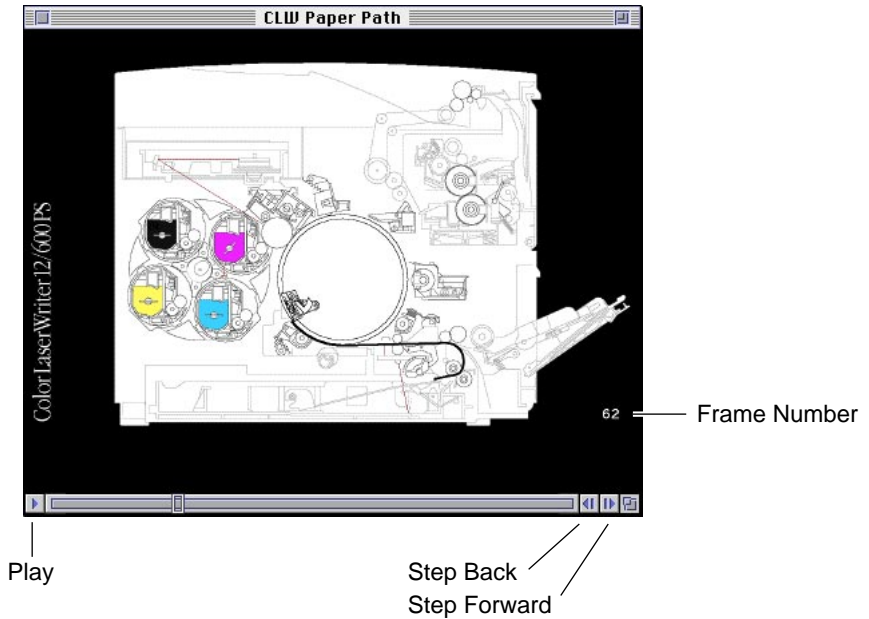 CLW Paper Path
Color LaserWriter 12/600 PS
62
Frame Number
Play
Step Back
Step Forward